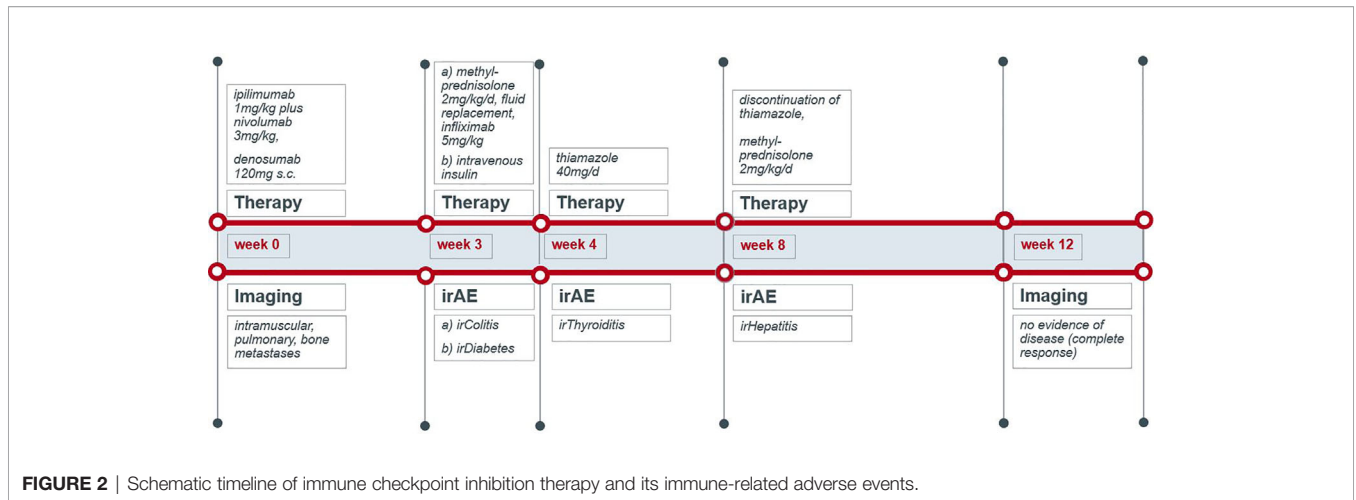 ipilimumab
1mg/kg plus
nivolumab
3mg/kg,
denosumab
120mg s.c.
Therapy
a) methyl-
prednisolone
2mg/kg/d, fluid
replacement,
infliximab
5mg/kg
b) intravenous
insulin
Therapy
thiamazole
40mg/d
Therapy
discontinuation of
thiamazole,
methyl-
prednisolone
2mg/kg/d
Therapy
week 0
week 3
week 4
week 8
week 12
Imaging
intramuscular,
pulmonary, bone
metastases
irAE
a) irColitis
b) irDiabetes
irAE
irThyroiditis
irAE
irHepatitis
Imaging
no evidence of
disease (complete
response)
FIGURE 2 | Schematic timeline of immune checkpoint inhibition therapy and its immune-related adverse events.